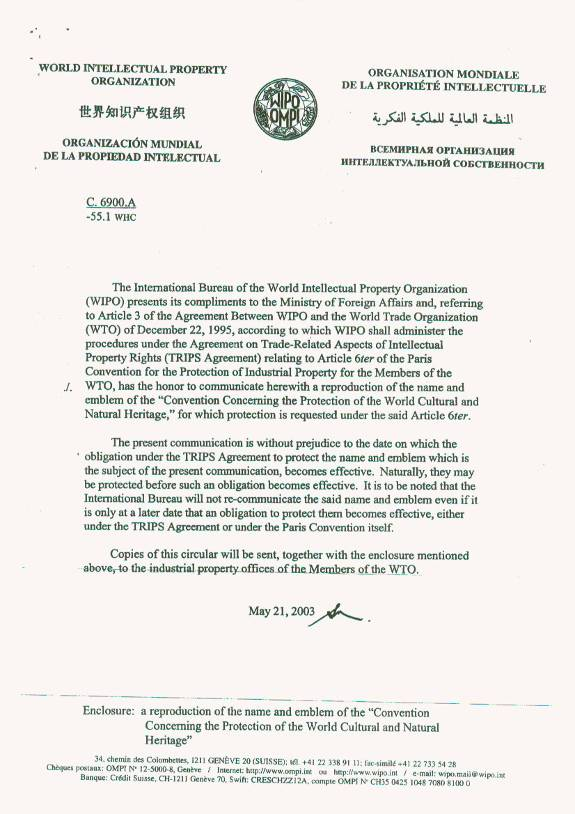 WORLD INTELLECTUAL PROPERTY
ORGANIZATION
世界知识产权组织
ORGANIZACIÓN MUNDIAL
DE LA PROPIEDAD INTELECTUAL
WIPO
OMPI
ORGANISATION MONDIALE
DE LA PROPRIÉTÉ INTELLECTUELLE
المنظمة العالمية للملكية الفكرية
ВСЕМИРНАЯ ОРГАНИЗАЦИЯ
ИНТЕЛЛЕКТУАЛЬНОЙ СОБСТВЕННОСТИ
C. 6900.A
-55.1 WHC
The International Bureau of the World Intellectual Property Organization
(WIPO) presents its compliments to the Ministry of Foreign Affairs and, referring
to Article 3 of the Agreement Between WIPO and the World Trade Organization
(WTO) of December 22, 1995, according to which WIPO shall administer the
procedures under the Agreement on Trade-Related Aspects of Intellectual
Property Rights (TRIPS Agreement) relating to Article 6ter of the Paris
Convention for the Protection of Industrial Property for the Members of the
./. WTO, has the honor to communicate herewith a reproduction of the name and
emblem of the “Convention Concerning the Protection of the World Cultural and
Natural Heritage,” for which protection is requested under the said Article 6ter.
The present communication is without prejudice to the date on which the
obligation under the TRIPS Agreement to protect the name and emblem which is
the subject of the present communication, becomes effective. Naturally, they may
be protected before such an obligation becomes effective. It is to be noted that the
International Bureau will not re-communicate the said name and emblem even if it
is only at a later date that an obligation to protect them becomes effective, either
under the TRIPS Agreement or under the Paris Convention itself.
Copies of this circular will be sent, together with the enclosure mentioned
above, to the industrial property offices of the Members of the WTO.
May 21, 2003
Enclosure: a reproduction of the name and emblem of the “Convention
Concerning the Protection of the World Cultural and Natural
Heritage”
34, chemin des Colombettes, 1211 GENÈVE 20 (SUISSE); tél. +41 22 338 91 11; fac-similé +41 22 733 54 28
Chèques postaux: OMPI Nº 12-5000-8, Genève / Internet: http://www.ompi.int ou http://www.wipo.int / e-mail: wipo.mail@wipo.int
Banque: Crédit Suisse, CH-1211 Genève 70, Swift: CRESCHZZ12A, compte OMPI Nº CH35 0425 1048 7080 8100 0